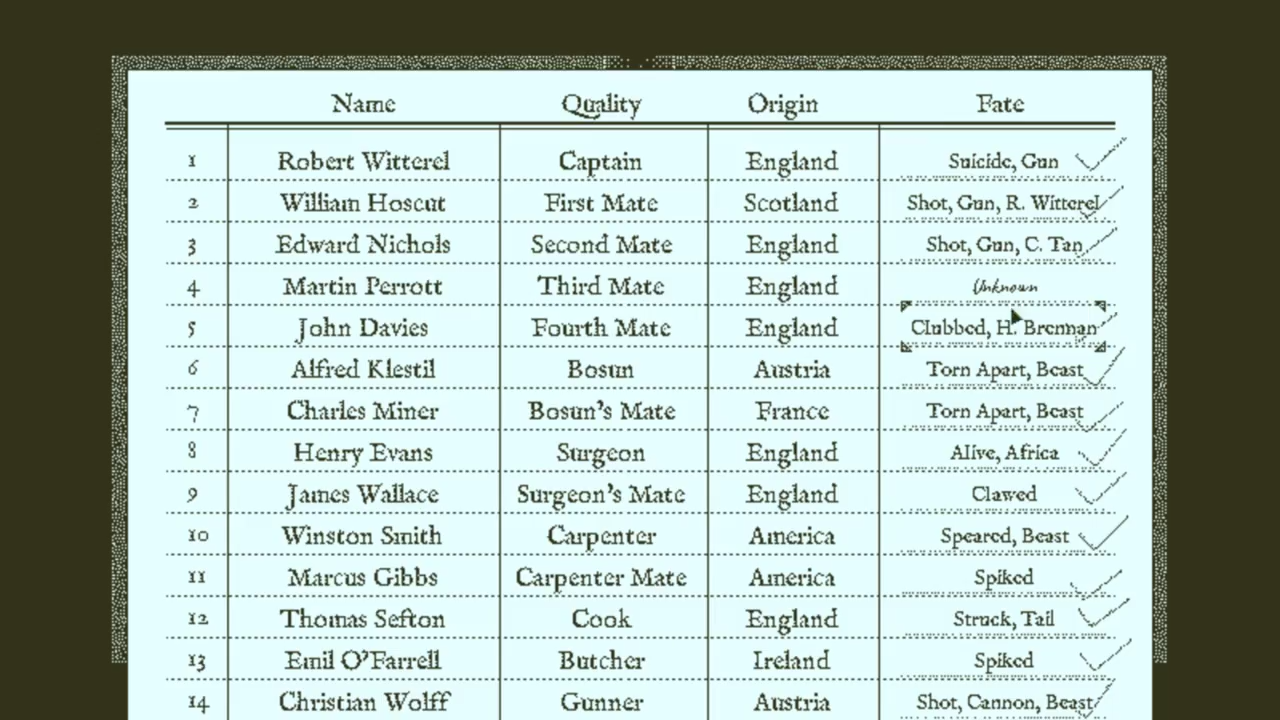 Name Quality Origin Fate
1 Robert Witterel Captain England Suicide, Gun
2 William Hoscut First Mate Scotland Shot, Gun, R. Witterel
3 Edward Nichols Second Mate England Shot, Gun, C. Tan
4 Martin Perrott Third Mate England Unknown
5 John Davies Fourth Mate England Clubbed, H. Brennan
6 Alfred Klestil Bosun Austria Torn Apart, Beast
7 Charles Miner Bosun's Mate France Torn Apart, Beast
8 Henry Evans Surgeon England Alive, Africa
9 James Wallace Surgeon's Mate England Clawed
10 Winston Smith Carpenter America Speared, Beast
11 Marcus Gibbs Carpenter Mate America Spiked
12 Thomas Sefton Cook England Struck, Tail
13 Emil O'Farrell Butcher Ireland Spiked
14 Christian Wolff Gunner Austria Shot, Cannon, Beast